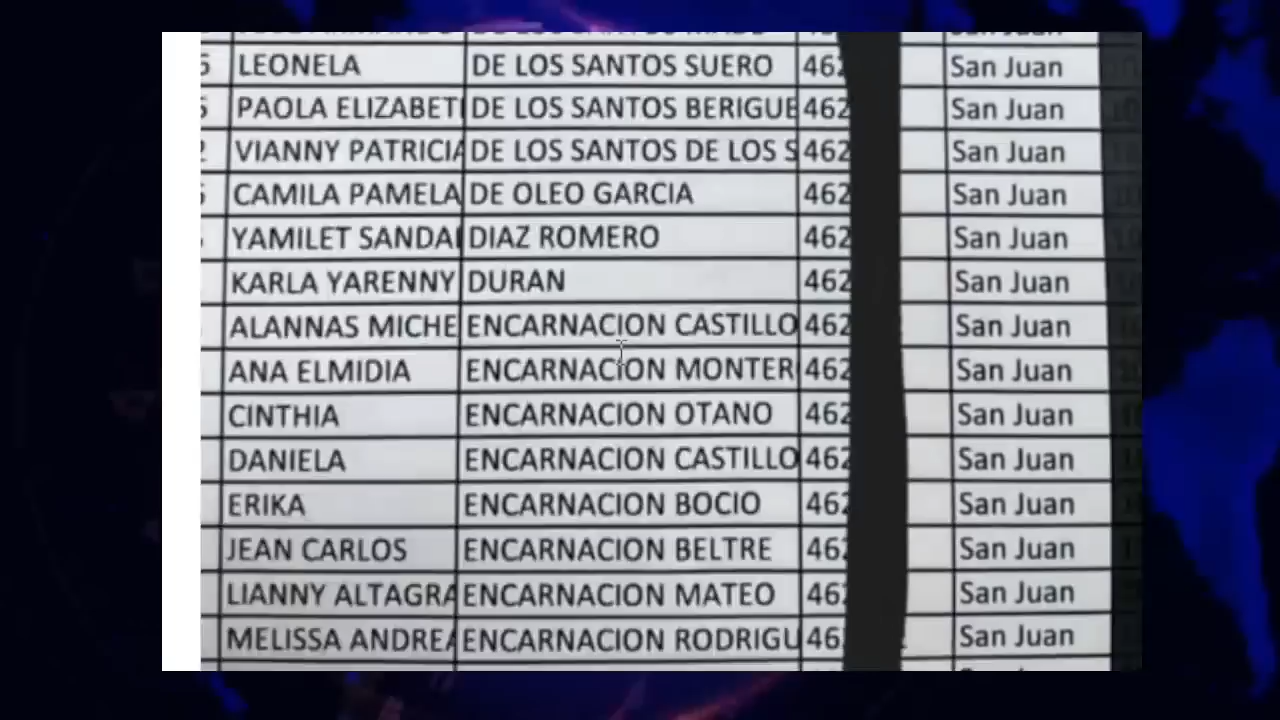 LEONELA DE LOS SANTOS SUERO 462 San Juan
PAOLA ELIZABET DE LOS SANTOS BERIGUE 462 San Juan
VIANNY PATRICIA DE LOS SANTOS DE LOS S 462 San Juan
CAMILA PAMELA DE OLEO GARCIA 462 San Juan
YAMILET SANDA DIAZ ROMERO 462 San Juan
KARLA YARENNY DURAN 462 San Juan
ALANNAS MICHE ENCARNACION CASTILLO 462 San Juan
ANA ELMIDIA ENCARNACION MONTER 462 San Juan
CINTHIA ENCARNACION OTANO 462 San Juan
DANIELA ENCARNACION CASTILLO 462 San Juan
ERIKA ENCARNACION BOCIO 462 San Juan
JEAN CARLOS ENCARNACION BELTRE 462 San Juan
LIANNY ALTAGRA ENCARNACION MATEO 462 San Juan
MELISSA ANDREA ENCARNACION RODRIGU 46 San Juan